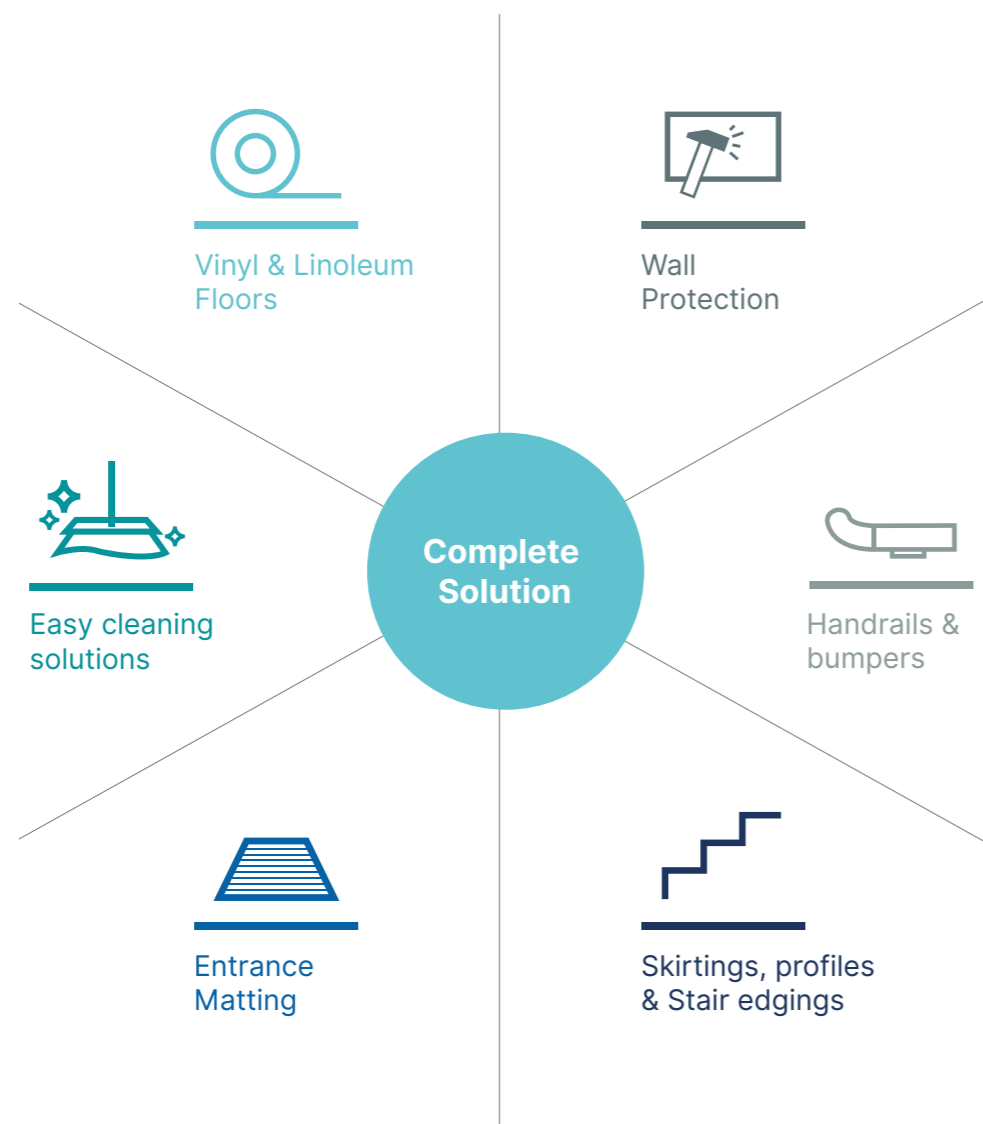 Vinyl & Linoleum
Floors
Wall
Protection
Complete
Solution
Easy cleaning
solutions
Handrails &
bumpers
Entrance
Matting
Skirtings, profiles
& Stair edgings